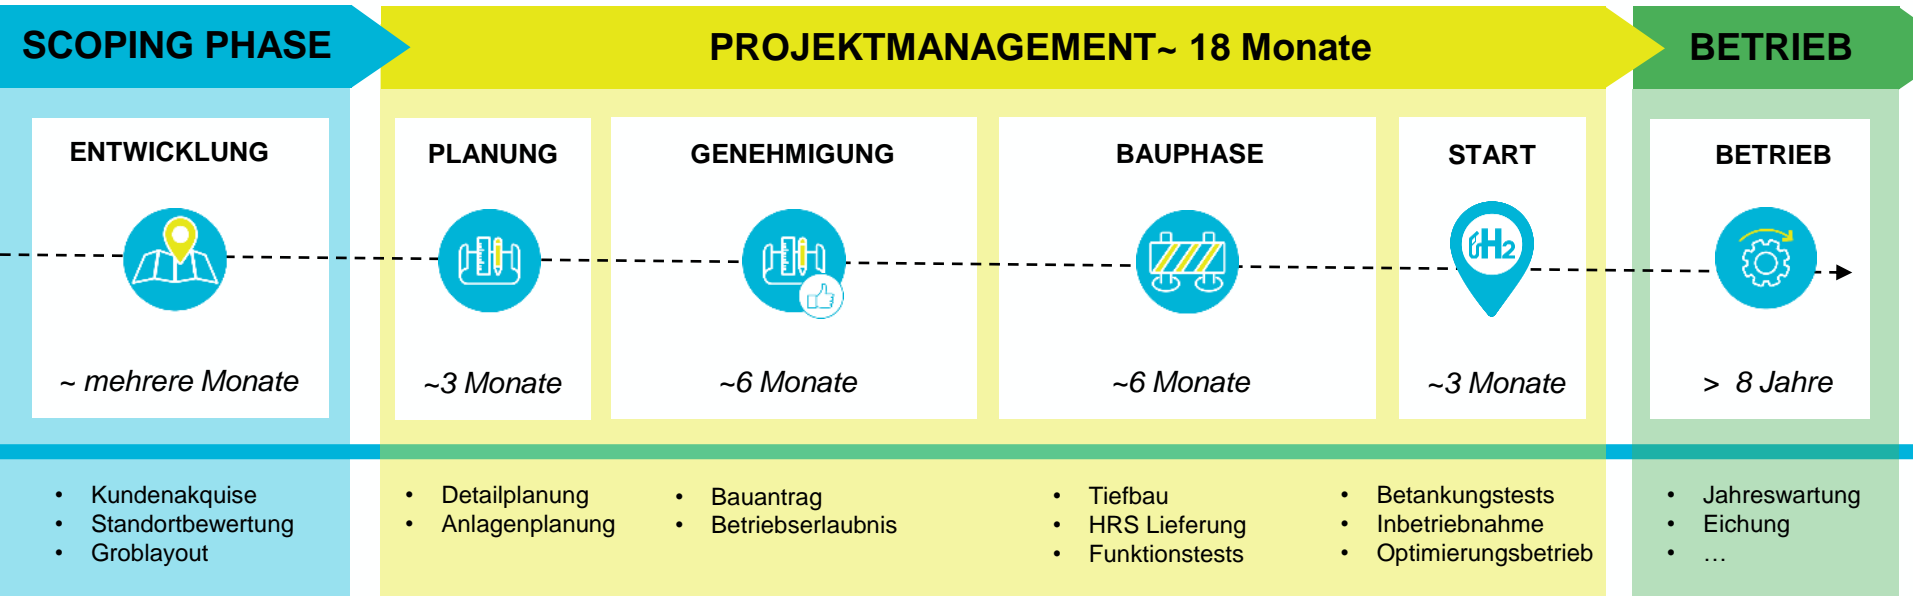 SCOPING PHASE
PROJEKTMANAGEMENT~ 18 Monate
BETRIEB
ENTWICKLUNG
~ mehrere Monate
PLANUNG
~3 Monate
GENEHMIGUNG
~6 Monate
BAUPHASE
~6 Monate
START
H2
~3 Monate
BETRIEB
> 8 Jahre
• Kundenakquise
• Standortbewertung
• Groblayout
• Detailplanung
• Anlagenplanung
• Bauantrag
• Betriebserlaubnis
• Tiefbau
• HRS Lieferung
• Funktionstests
• Betankungstests
• Inbetriebnahme
• Optimierungsbetrieb
• Jahreswartung
• Eichung
• …